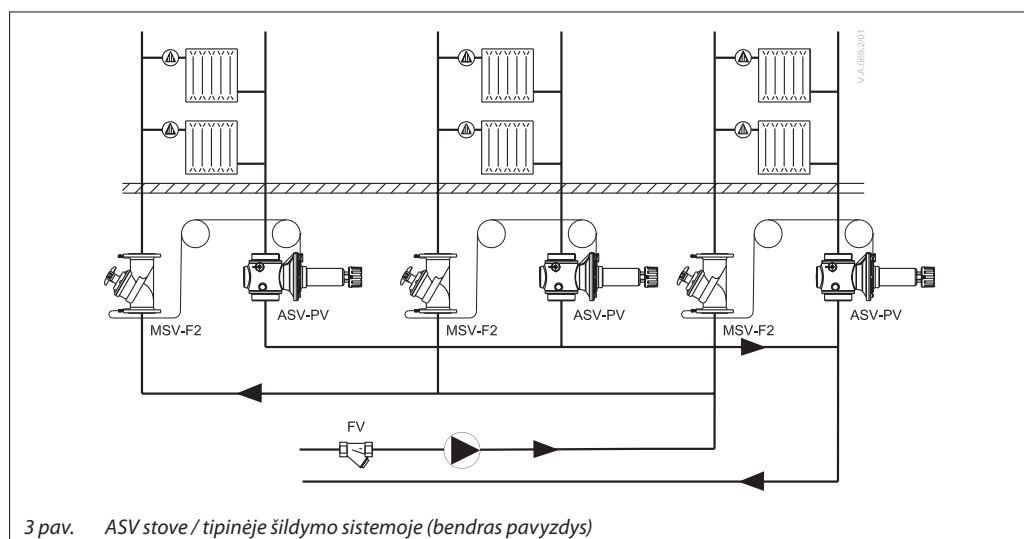 V.A.069.2/01
MSV-F2
ASV-PV
MSV-F2
ASV-PV
MSV-F2
ASV-PV
FV
3 pav. ASV stove / tipinėje šildymo sistemoje (bendras pavyzdys)